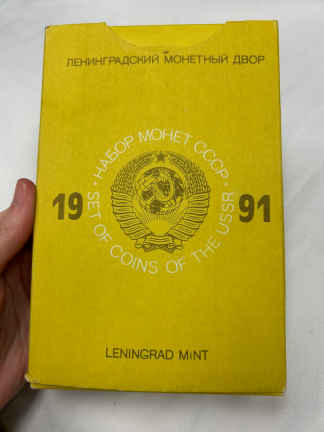 ЛЕНИНГРАДСКИЙ МОНЕТНЫЙ ДВОР
· НАБОР МОНЕТ СССР ·
19 91
SET OF COINS OF THE USSR
LENINGRAD MINT